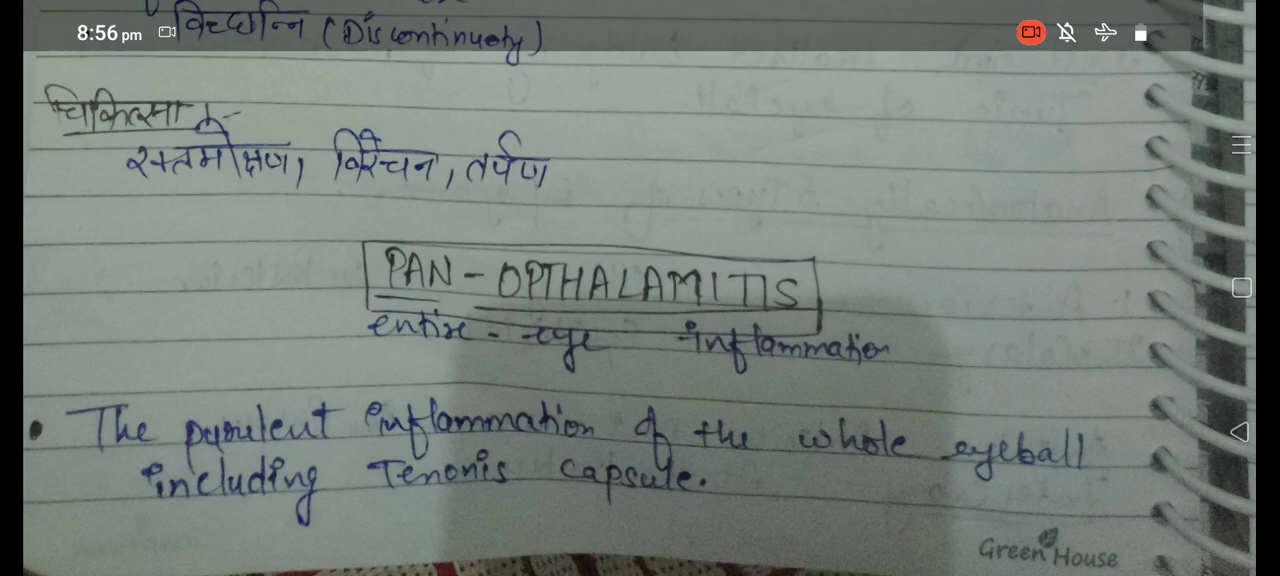 8:56 pm
विच्छिन्न (Discontinuety)
चिकित्सा :-
रक्तमोक्षण, विरेचन, तर्पण
PAN - OPTHALAMITIS
entire - eye inflammation
• The purulent inflammation of the whole eyeball
including Tenonis capsule.
Green House